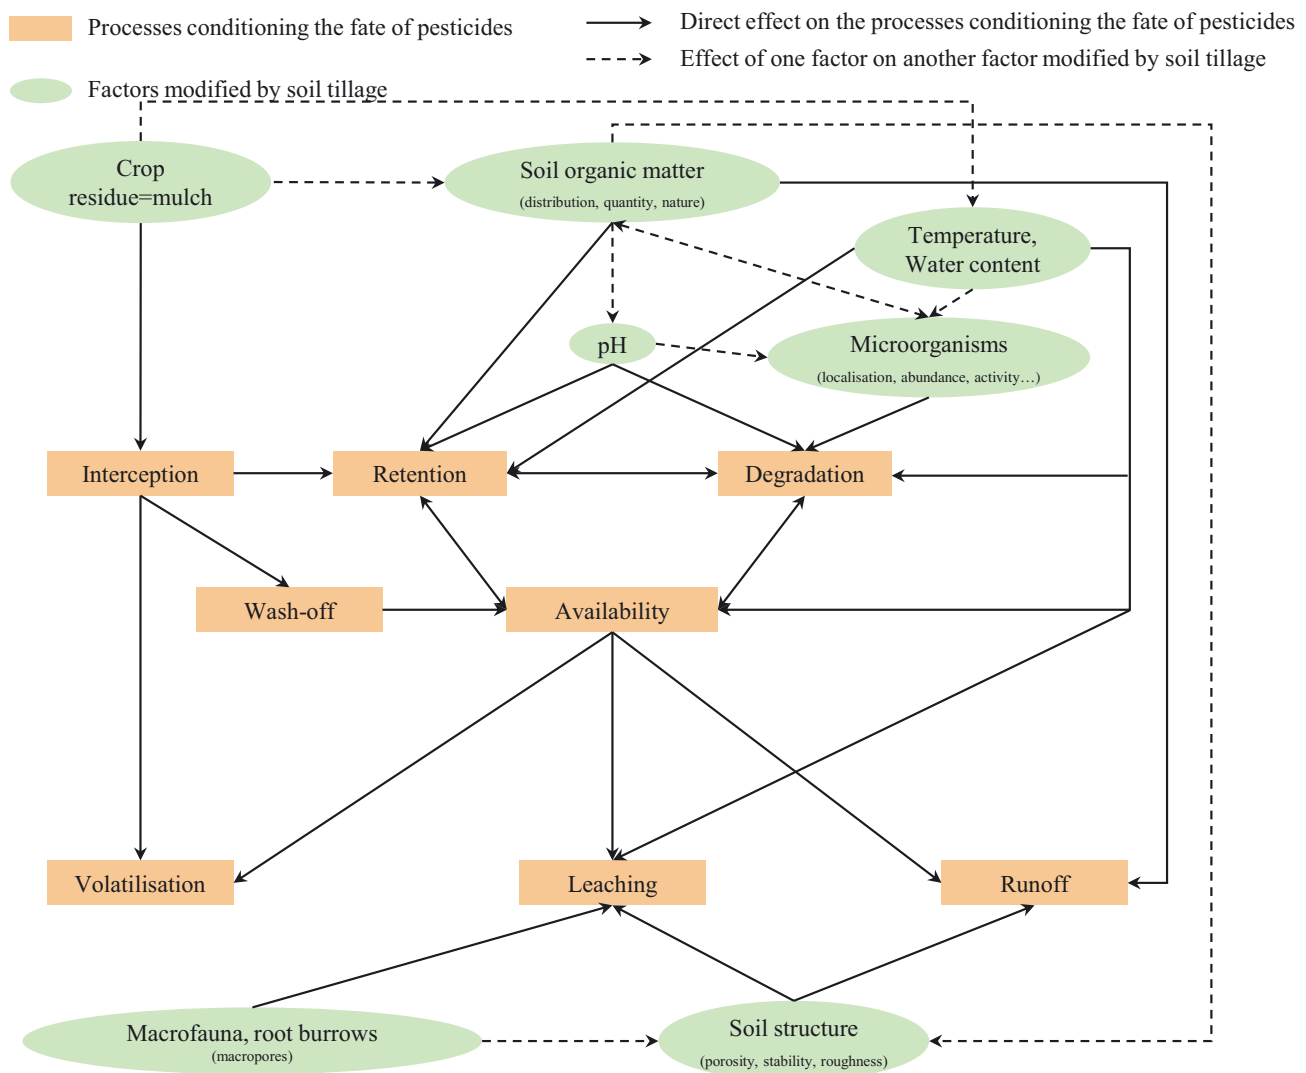 Processes conditioning the fate of pesticides
Direct effect on the processes conditioning the fate of pesticides
Effect of one factor on another factor modified by soil tillage
Factors modified by soil tillage
Crop
residue=mulch
Soil organic matter
(distribution, quantity, nature)
Temperature,
Water content
pH
Microorganisms
(localisation, abundance, activity…)
Interception
Retention
Degradation
Wash-off
Availability
Volatilisation
Leaching
Runoff
Macrofauna, root burrows
(macropores)
Soil structure
(porosity, stability, roughness)